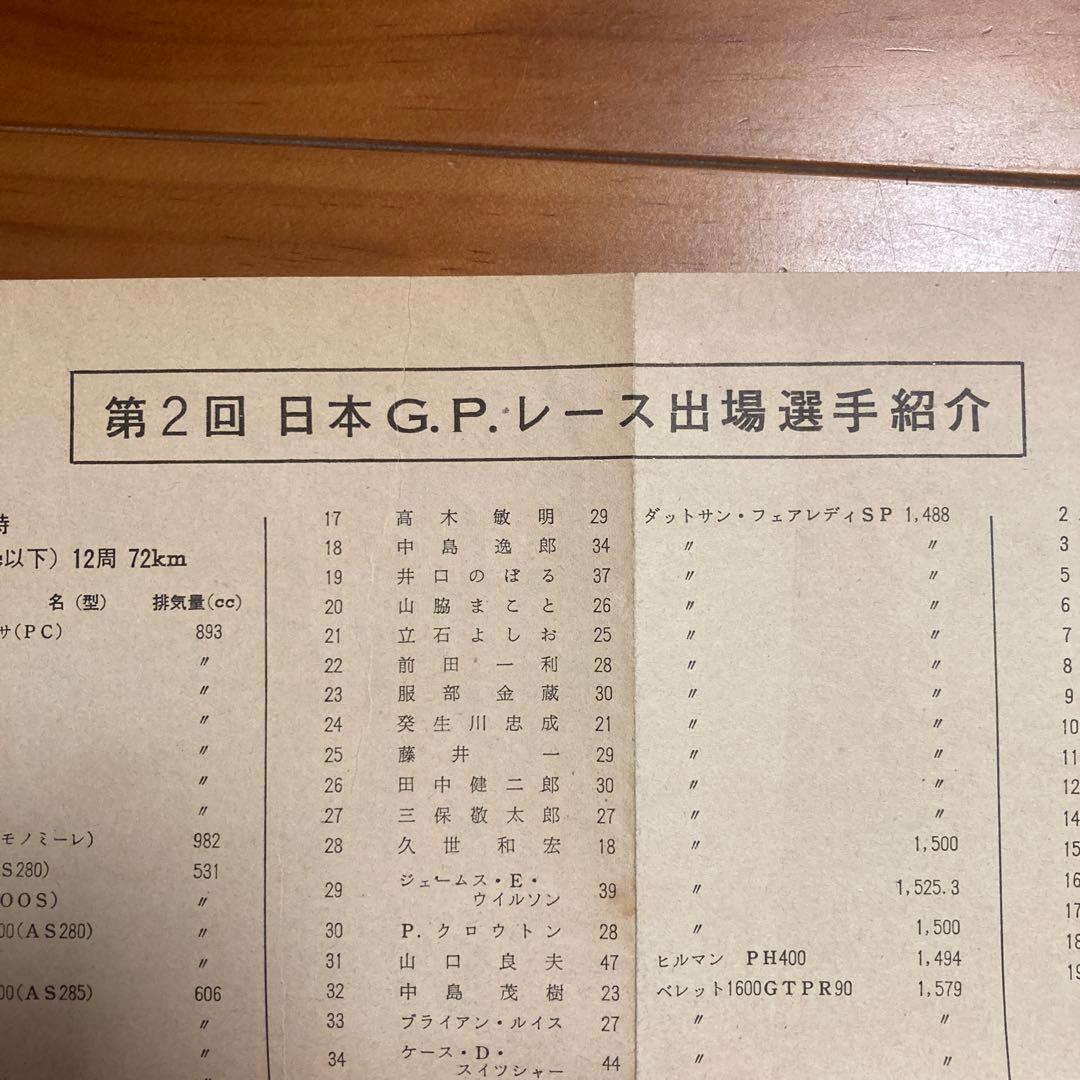 第2回 日本G.P.レース出場選手紹介
時
以下) 12周 72km
名(型) 排気量(cc)
サ(PC) 893
〃
〃
〃
〃
〃
〃
モノミーレ) 982
S280) 531
OOS) 〃
00(AS280) 〃
〃
00(AS285) 606
〃
〃
17 高木敏明 29 ダットサン・フェアレディSP 1,488
18 中島逸郎 34 〃 〃
19 井口のぼる 37 〃 〃
20 山脇まこと 26 〃 〃
21 立石よしお 25 〃 〃
22 前田一利 28 〃 〃
23 服部金蔵 30 〃 〃
24 癸生川忠成 21 〃 〃
25 藤井一 29 〃 〃
26 田中健二郎 30 〃 〃
27 三保敬太郎 27 〃 〃
28 久世和宏 18 〃 1,500
29 ジェームス・E・ウイルソン 39 〃 1,525.3
30 P.クロウトン 28 〃 1,500
31 山口良夫 47 ヒルマン PH400 1,494
32 中島茂樹 23 ベレット1600GTPR90 1,579
33 ブライアン・ルイス 27 〃 〃
34 ケース・D・スイツシャー 44 〃 〃
2
3
5
6
7
8
9
10
11
12
14
15
16
17
18
19